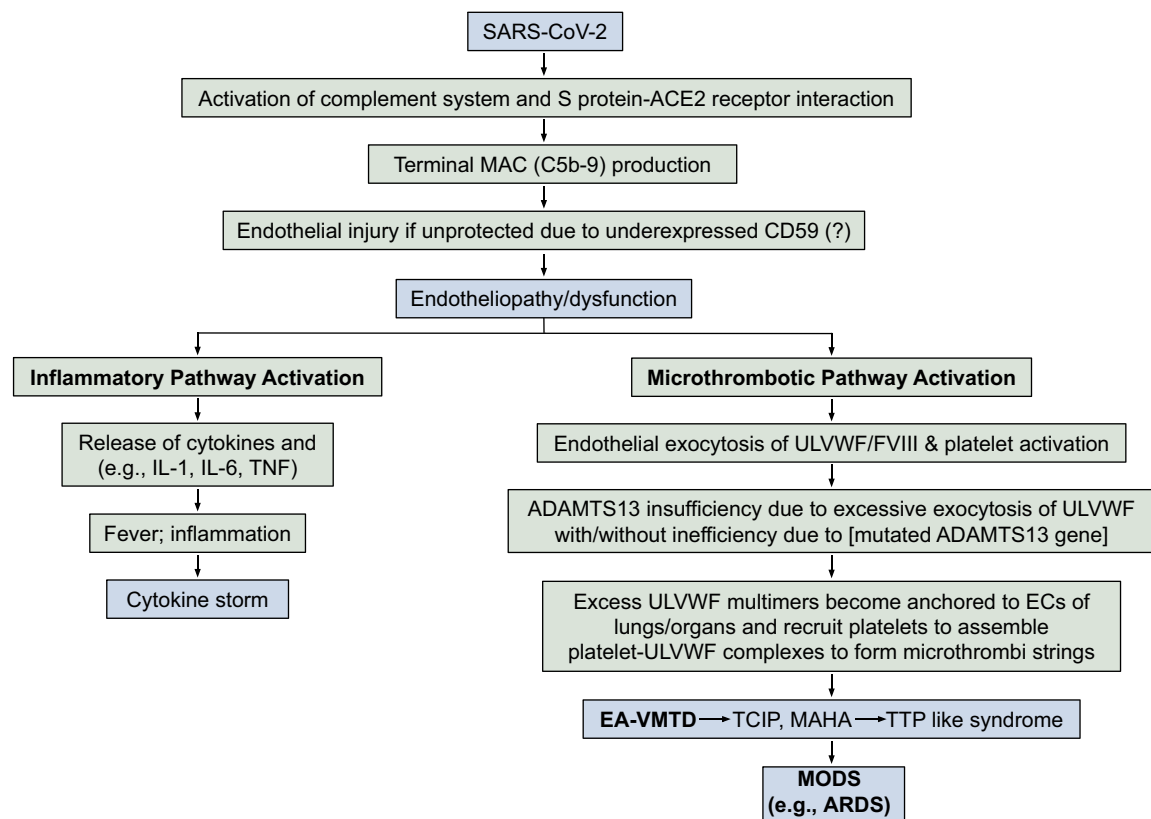 SARS-CoV-2
Activation of complement system and S protein-ACE2 receptor interaction
Terminal MAC (C5b-9) production
Endothelial injury if unprotected due to underexpressed CD59 (?)
Endotheliopathy/dysfunction
Inflammatory Pathway Activation
Release of cytokines and
(e.g., IL-1, IL-6, TNF)
Fever; inflammation
Cytokine storm
Microthrombotic Pathway Activation
Endothelial exocytosis of ULVWF/FVIII & platelet activation
ADAMTS13 insufficiency due to excessive exocytosis of ULVWF
with/without inefficiency due to [mutated ADAMTS13 gene]
Excess ULVWF multimers become anchored to ECs of
lungs/organs and recruit platelets to assemble
platelet-ULVWF complexes to form microthrombi strings
EA-VMTD → TCIP, MAHA → TTP like syndrome
MODS
(e.g., ARDS)